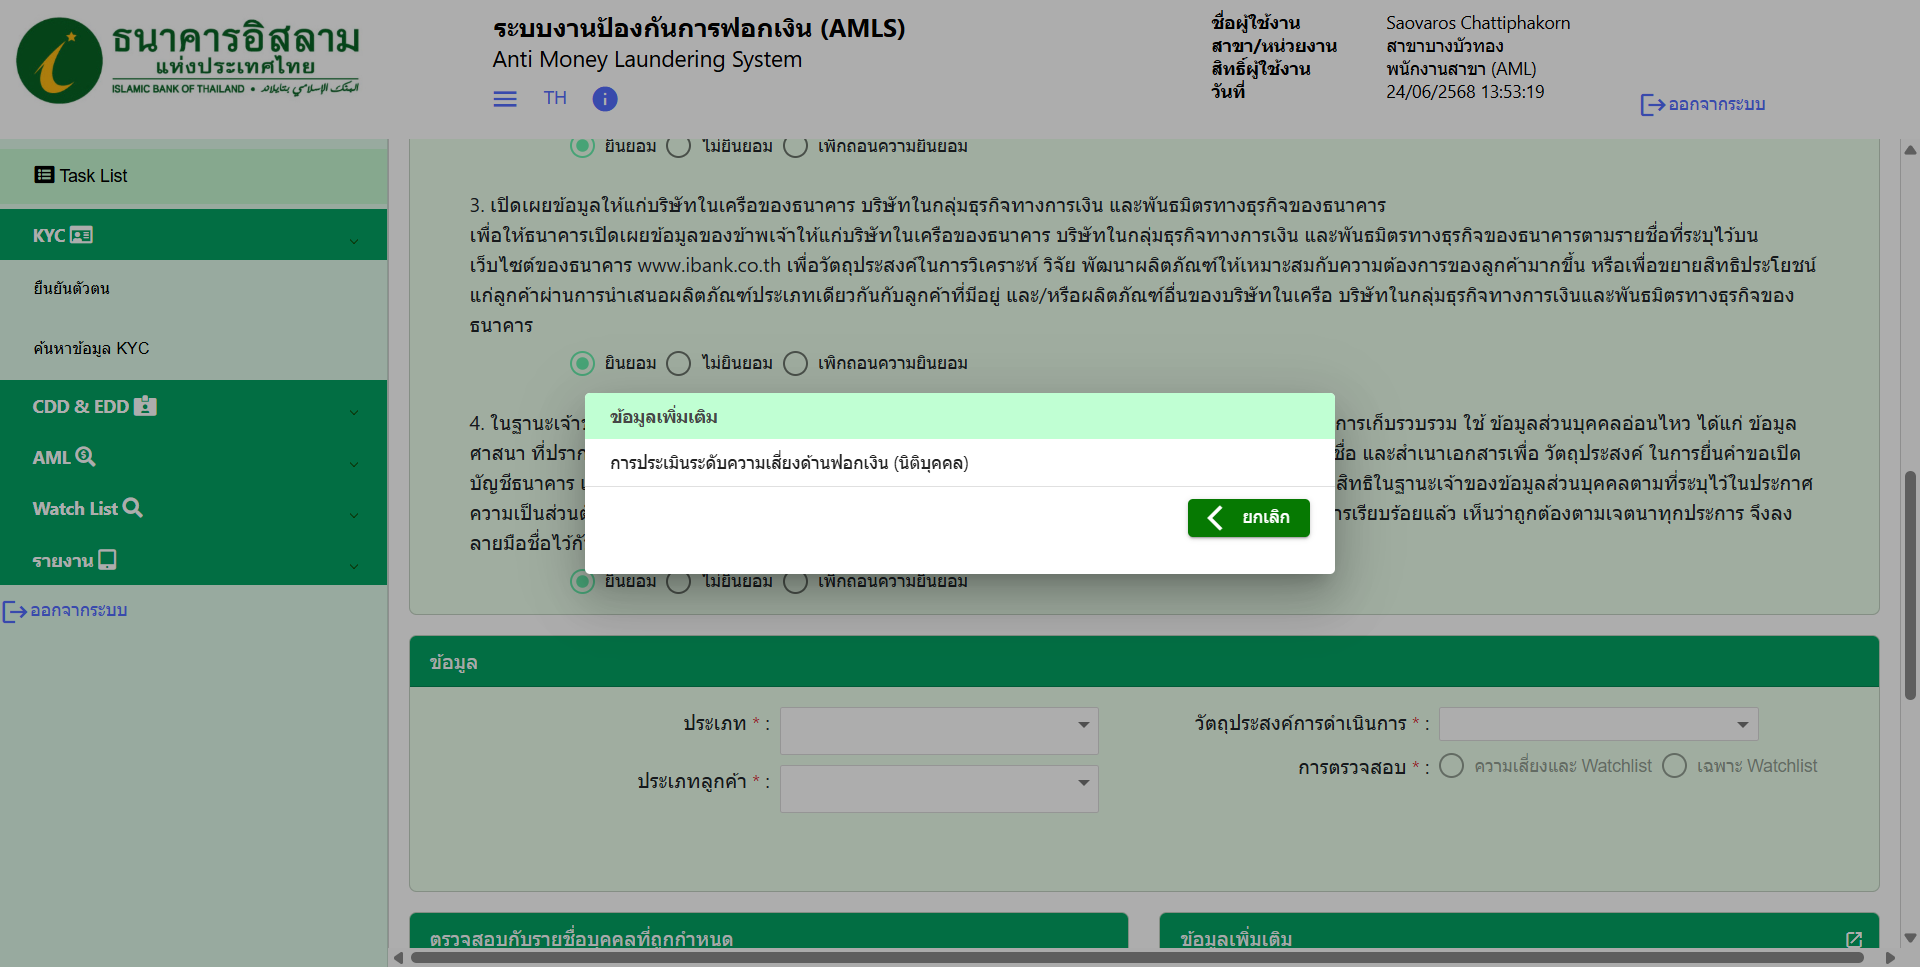 ธนาคารอิสลาม
แห่งประเทศไทย
ISLAMIC BANK OF THAILAND •
ระบบงานป้องกันการฟอกเงิน (AMLS)
Anti Money Laundering System
TH
ชื่อผู้ใช้งาน Saovaros Chattiphakorn
สาขา/หน่วยงาน สาขาบางบัวทอง
สิทธิ์ผู้ใช้งาน พนักงานสาขา (AML)
วันที่ 24/06/2568 13:53:19
ออกจากระบบ
Task List
KYC
ยืนยันตัวตน
ค้นหาข้อมูล KYC
CDD & EDD
AML
Watch List
รายงาน
ออกจากระบบ
ยินยอม ไม่ยินยอม เพิกถอนความยินยอม
3. เปิดเผยข้อมูลให้แก่บริษัทในเครือของธนาคาร บริษัทในกลุ่มธุรกิจทางการเงิน และพันธมิตรทางธุรกิจของธนาคาร
เพื่อให้ธนาคารเปิดเผยข้อมูลของข้าพเจ้าให้แก่บริษัทในเครือของธนาคาร บริษัทในกลุ่มธุรกิจทางการเงิน และพันธมิตรทางธุรกิจของธนาคารตามรายชื่อที่ระบุไว้บน
เว็บไซต์ของธนาคาร www.ibank.co.th เพื่อวัตถุประสงค์ในการวิเคราะห์ วิจัย พัฒนาผลิตภัณฑ์ให้เหมาะสมกับความต้องการของลูกค้ามากขึ้น หรือเพื่อขยายสิทธิประโยชน์
แก่ลูกค้าผ่านการนำเสนอผลิตภัณฑ์ประเภทเดียวกันกับลูกค้าที่มีอยู่ และ/หรือผลิตภัณฑ์อื่นของบริษัทในเครือ บริษัทในกลุ่มธุรกิจทางการเงินและพันธมิตรทางธุรกิจของ
ธนาคาร
ยินยอม ไม่ยินยอม เพิกถอนความยินยอม
4. ในฐานะเจ้า การเก็บรวบรวม ใช้ ข้อมูลส่วนบุคคลอ่อนไหว ได้แก่ ข้อมูล
ศาสนา ที่ปราก ชื่อ และสำเนาเอกสารเพื่อ วัตถุประสงค์ ในการยื่นคำขอเปิด
บัญชีธนาคาร สิทธิในฐานะเจ้าของข้อมูลส่วนบุคคลตามที่ระบุไว้ในประกาศ
ความเป็นส่วน ารเรียบร้อยแล้ว เห็นว่าถูกต้องตามเจตนาทุกประการ จึงลง
ลายมือชื่อไว้
ยินยอม ไม่ยินยอม เพิกถอนความยินยอม
ข้อมูลเพิ่มเติม
การประเมินระดับความเสี่ยงด้านฟอกเงิน (นิติบุคคล)
ยกเลิก
ข้อมูล
ประเภท * :
วัตถุประสงค์การดำเนินการ * :
ประเภทลูกค้า * :
การตรวจสอบ * : ความเสี่ยงและ Watchlist เฉพาะ Watchlist
ตรวจสอบกับรายชื่อบุคคลที่ถูกกำหนด
ข้อมูลเพิ่มเติม